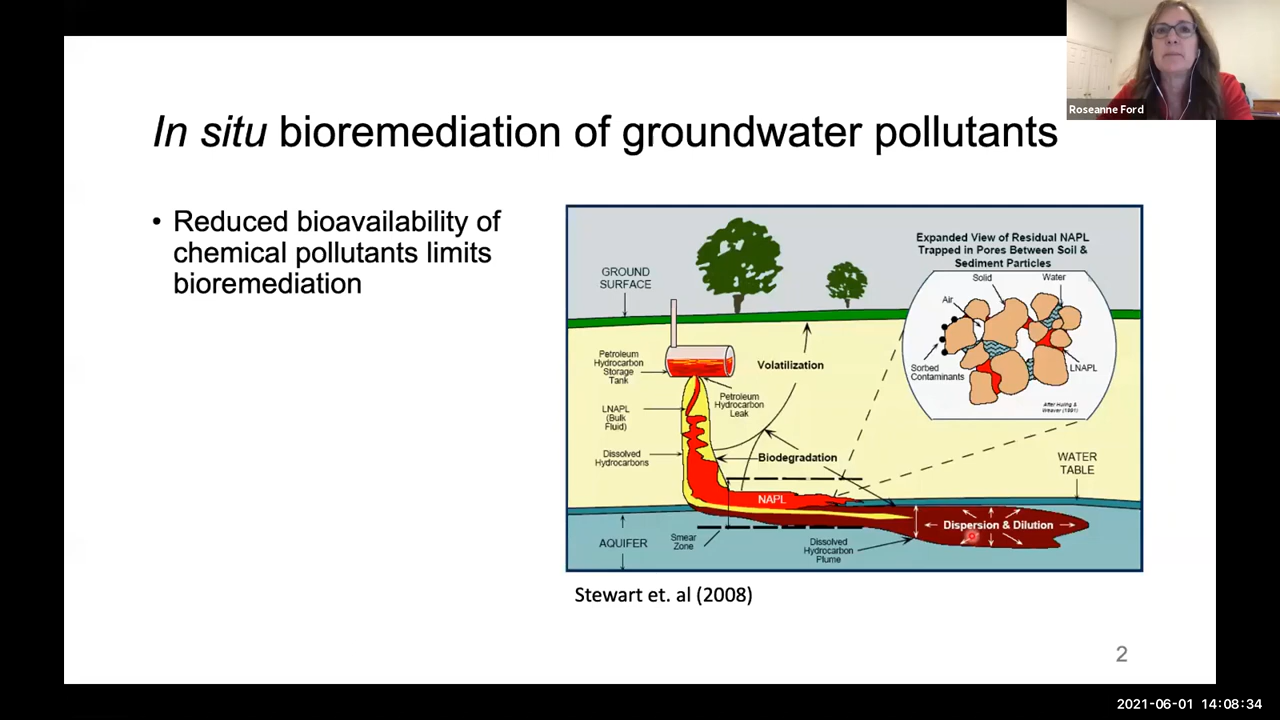 Roseanne Ford
In situ bioremediation of groundwater pollutants
• Reduced bioavailability of
chemical pollutants limits
bioremediation
Expanded View of Residual NAPL
Trapped in Pores Between Soil &
Sediment Particles
Solid
Water
Air
Sorbed
Contaminants
LNAPL
After Huling &
Weaver (1991)
GROUND
SURFACE
Petroleum
Hydrocarbon
Storage
Tank
Volatilization
Petroleum
Hydrocarbon
Leak
LNAPL
(Bulk
Fluid)
Dissolved
Hydrocarbons
Biodegradation
WATER
TABLE
NAPL
Dispersion & Dilution
AQUIFER
Smear
Zone
Dissolved
Hydrocarbon
Plume
Stewart et. al (2008)
2
2021-06-01 14:08:34